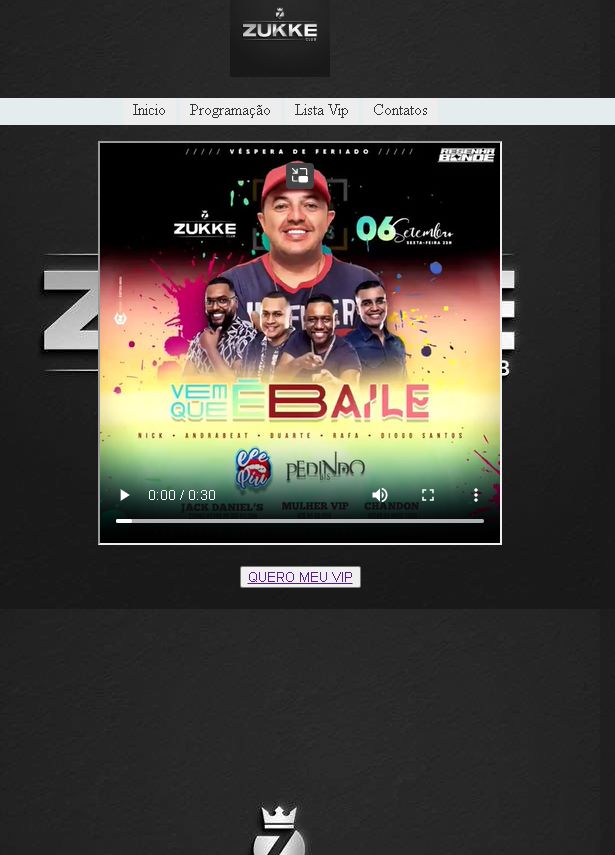 ZUKKE
CLUB
Inicio
Programação
Lista Vip
Contatos
///// VÉSPERA DE FERIADO /////
RESENHA
BONDE
ZUKKE
CLUB
06 Setembro
SEXTA-FEIRA 23H
VEM QUE É BAILE
NICK • ANDRABEAT • DUARTE • RAFA • DIOGO SANTOS
PEDINDO
BIS
JACK DANIEL'S
MULHER VIP
CHANDON
0:00 / 0:30
QUERO MEU VIP